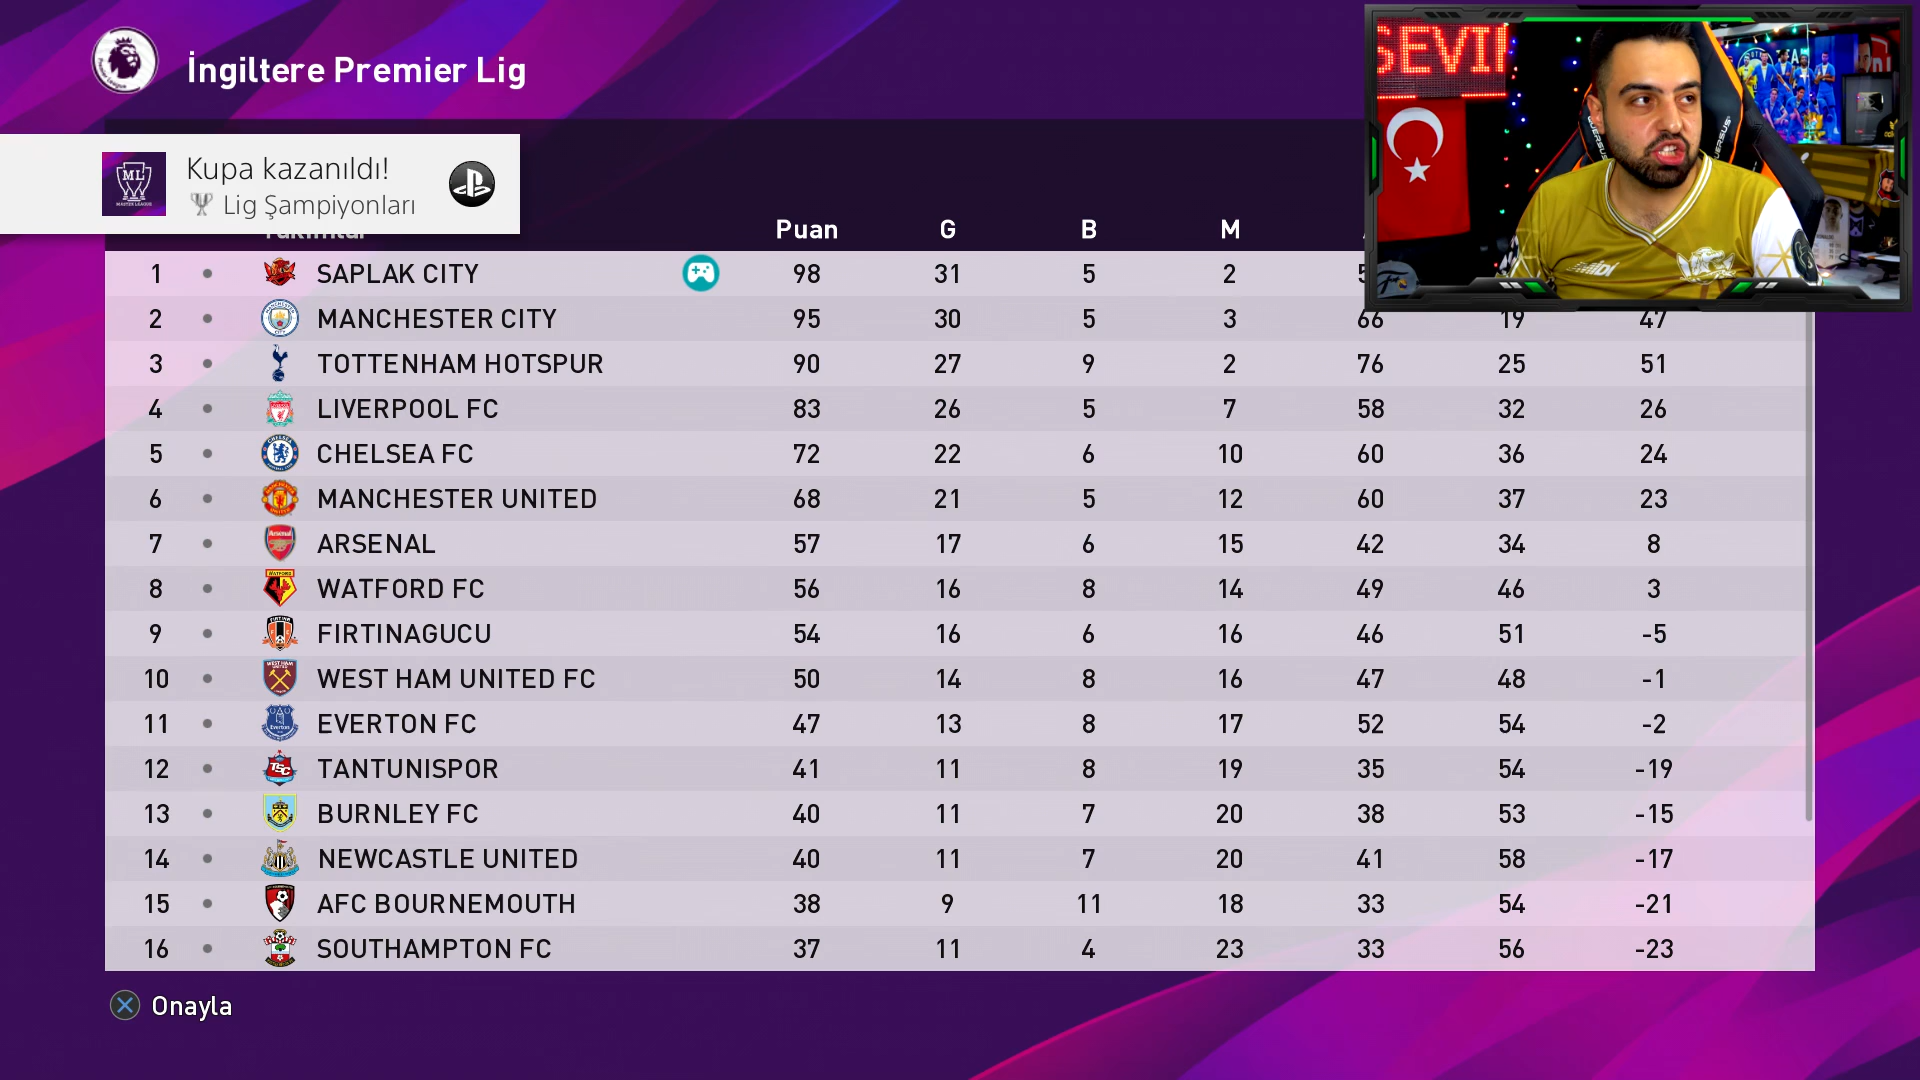 İngiltere Premier Lig
SEVİ
Kupa kazanıldı!
Lig Şampiyonları
ML
MASTER LEAGUE
Puan G B M
1 SAPLAK CITY 98 31 5 2
2 MANCHESTER CITY 95 30 5 3 66 19 47
3 TOTTENHAM HOTSPUR 90 27 9 2 76 25 51
4 LIVERPOOL FC 83 26 5 7 58 32 26
5 CHELSEA FC 72 22 6 10 60 36 24
6 MANCHESTER UNITED 68 21 5 12 60 37 23
7 ARSENAL 57 17 6 15 42 34 8
8 WATFORD FC 56 16 8 14 49 46 3
9 FIRTINAGUCU 54 16 6 16 46 51 -5
10 WEST HAM UNITED FC 50 14 8 16 47 48 -1
11 EVERTON FC 47 13 8 17 52 54 -2
12 TANTUNISPOR 41 11 8 19 35 54 -19
13 BURNLEY FC 40 11 7 20 38 53 -15
14 NEWCASTLE UNITED 40 11 7 20 41 58 -17
15 AFC BOURNEMOUTH 38 9 11 18 33 54 -21
16 SOUTHAMPTON FC 37 11 4 23 33 56 -23
Onayla